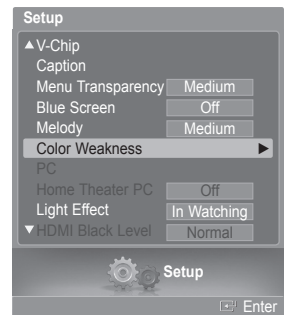 Setup
▲V-Chip
Caption
Menu Transparency Medium
Blue Screen Off
Melody Medium
Color Weakness ►
PC
Home Theater PC Off
Light Effect In Watching
▼HDMI Black Level Normal
Setup
Enter